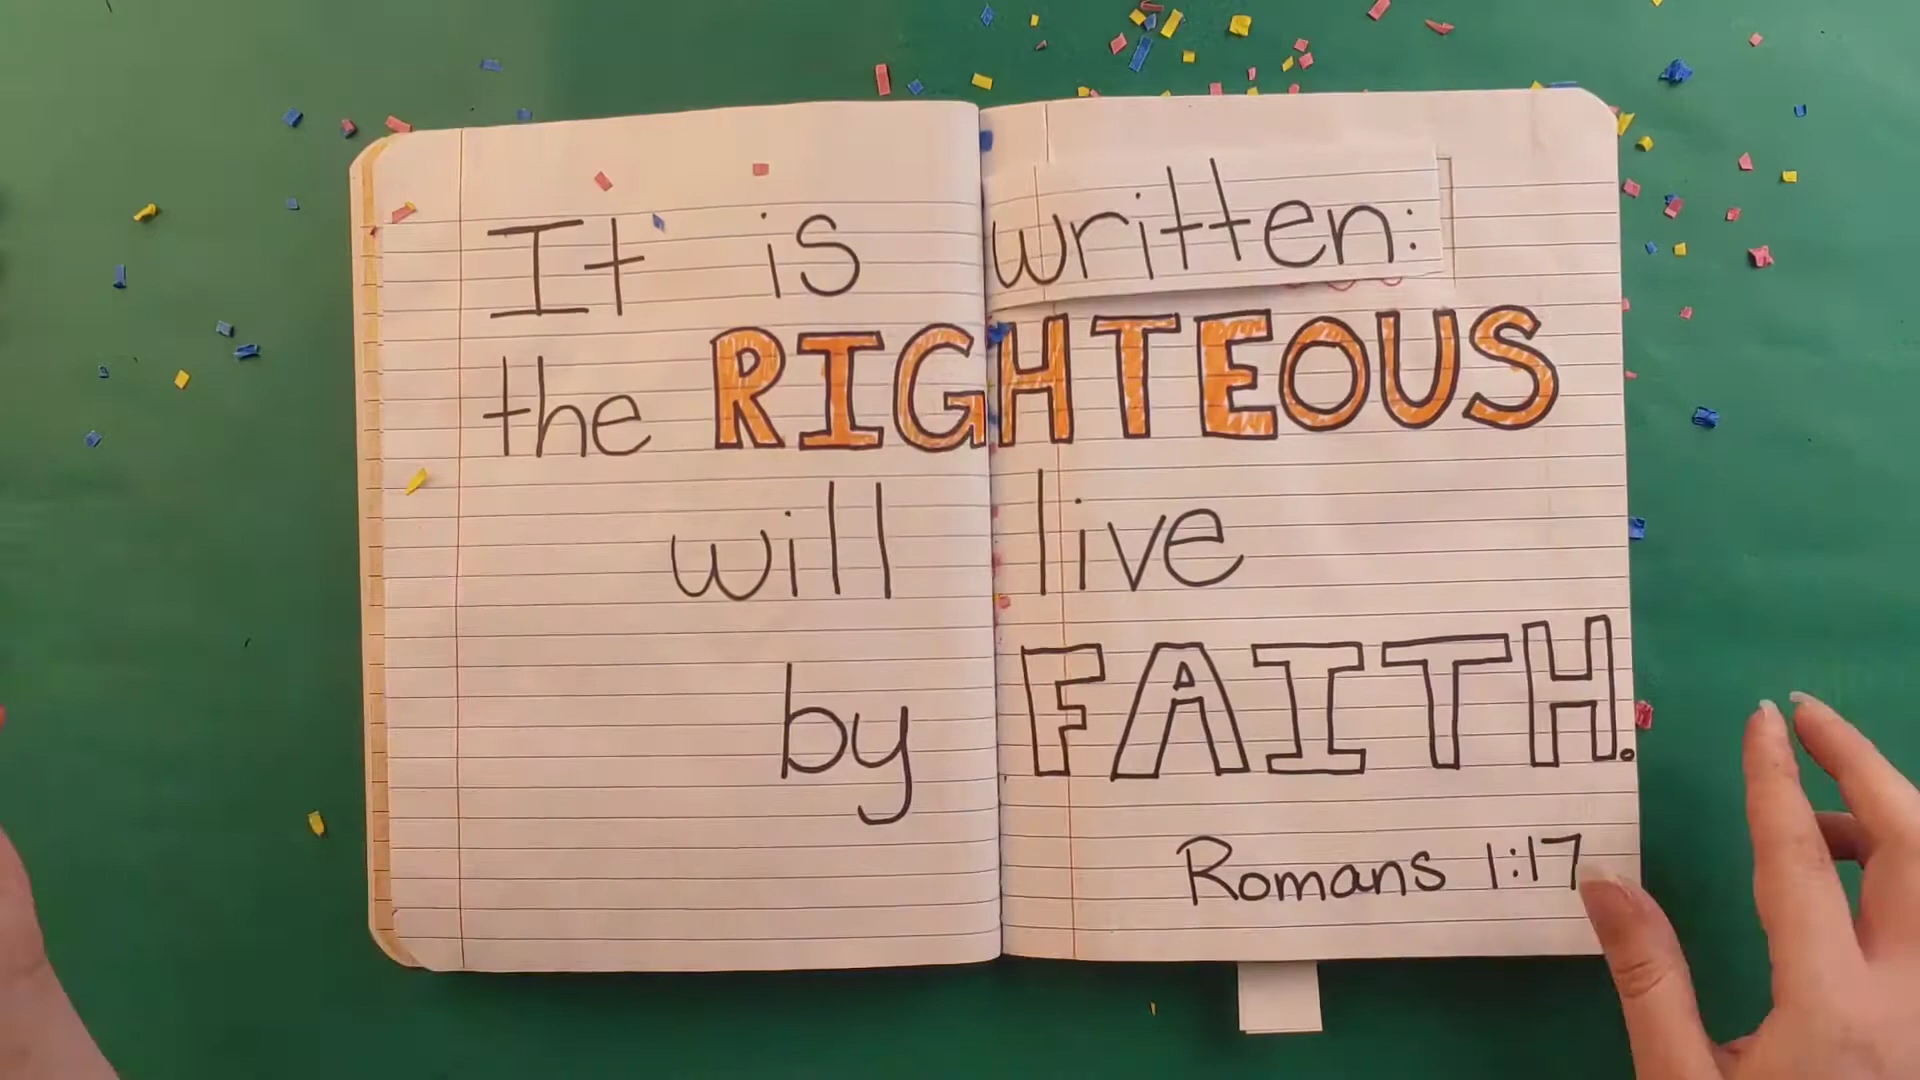 It is written:
the RIGHTEOUS
will live
by FAITH.
Romans 1:17